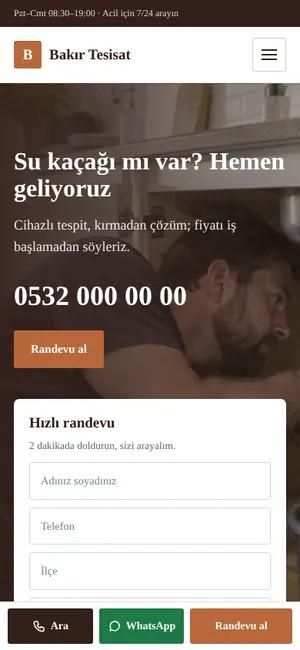 Pzt–Cmt 08:30–19:00 · Acil için 7/24 arayın
B Bakır Tesisat
Su kaçağı mı var? Hemen
geliyoruz
Cihazlı tespit, kırmadan çözüm; fiyatı iş
başlamadan söyleriz.
0532 000 00 00
Randevu al
Hızlı randevu
2 dakikada doldurun, sizi arayalım.
Adınız soyadınız
Telefon
İlçe
Ara WhatsApp Randevu al